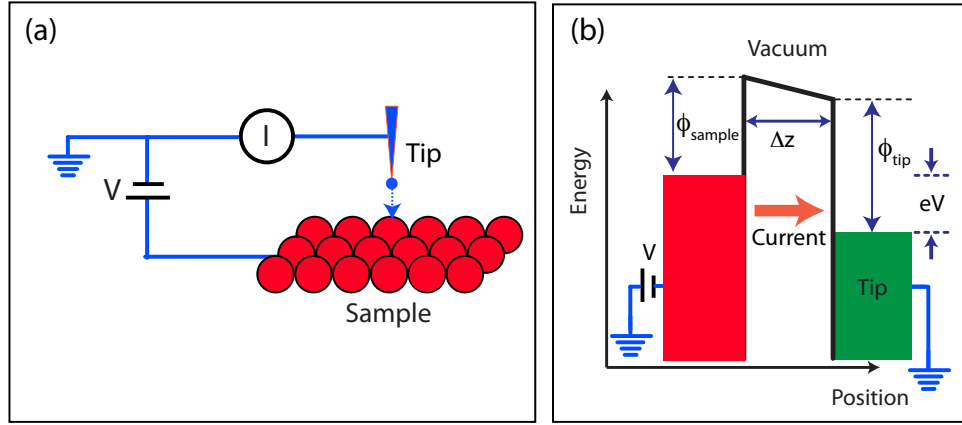 (a)
I
Tip
V
Sample
(b)
Vacuum
ϕsample
Δz
ϕtip
Energy
eV
Current
V
Tip
Position